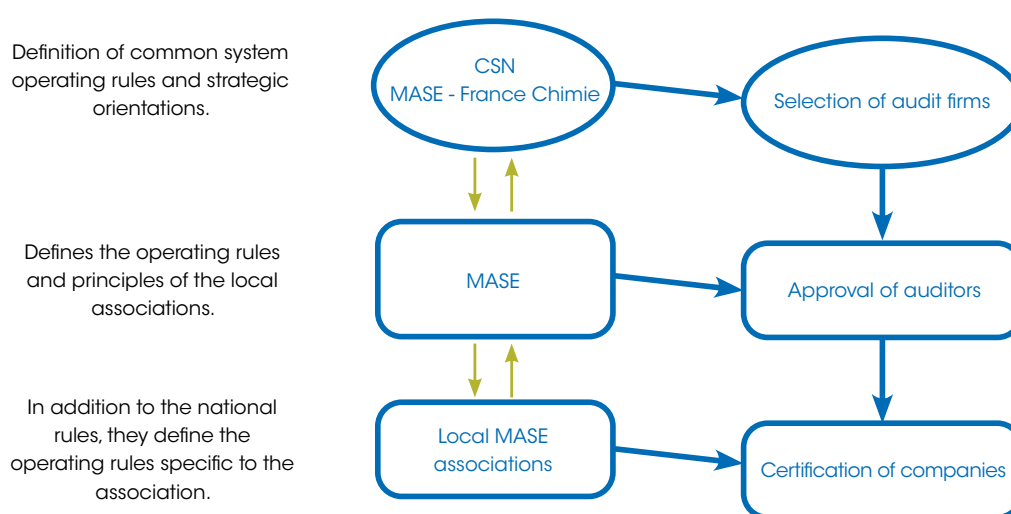 Definition of common system
operating rules and strategic
orientations.
CSN
MASE - France Chimie
Selection of audit firms
Defines the operating rules
and principles of the local
associations.
MASE
Approval of auditors
In addition to the national
rules, they define the
operating rules specific to the
association.
Local MASE
associations
Certification of companies